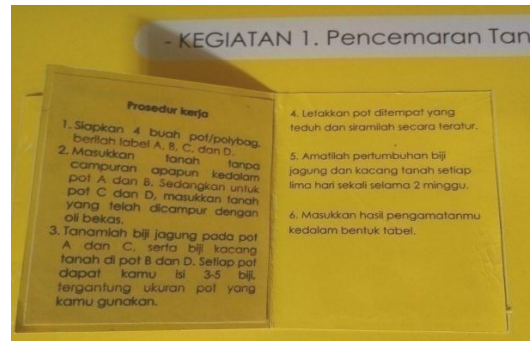 - KEGIATAN 1. Pencemaran Tan
Prosedur kerja
1. Siapkan 4 buah pot/polybag,
berilah label A, B, C, dan D.
2. Masukkan tanah tanpa
campuran apapun kedalam
pot A dan B. Sedangkan untuk
pot C dan D, masukkan tanah
yang telah dicampur dengan
oli bekas.
3. Tanamlah biji jagung pada pot
A dan C, serta biji kacang
tanah di pot B dan D. Setiap pot
dapat kamu isi 3-5 biji,
tergantung ukuran pot yang
kamu gunakan.
4. Letakkan pot ditempat yang
teduh dan siramilah secara teratur.
5. Amatilah pertumbuhan biji
jagung dan kacang tanah setiap
lima hari sekali selama 2 minggu.
6. Masukkan hasil pengamatanmu
kedalam bentuk tabel.